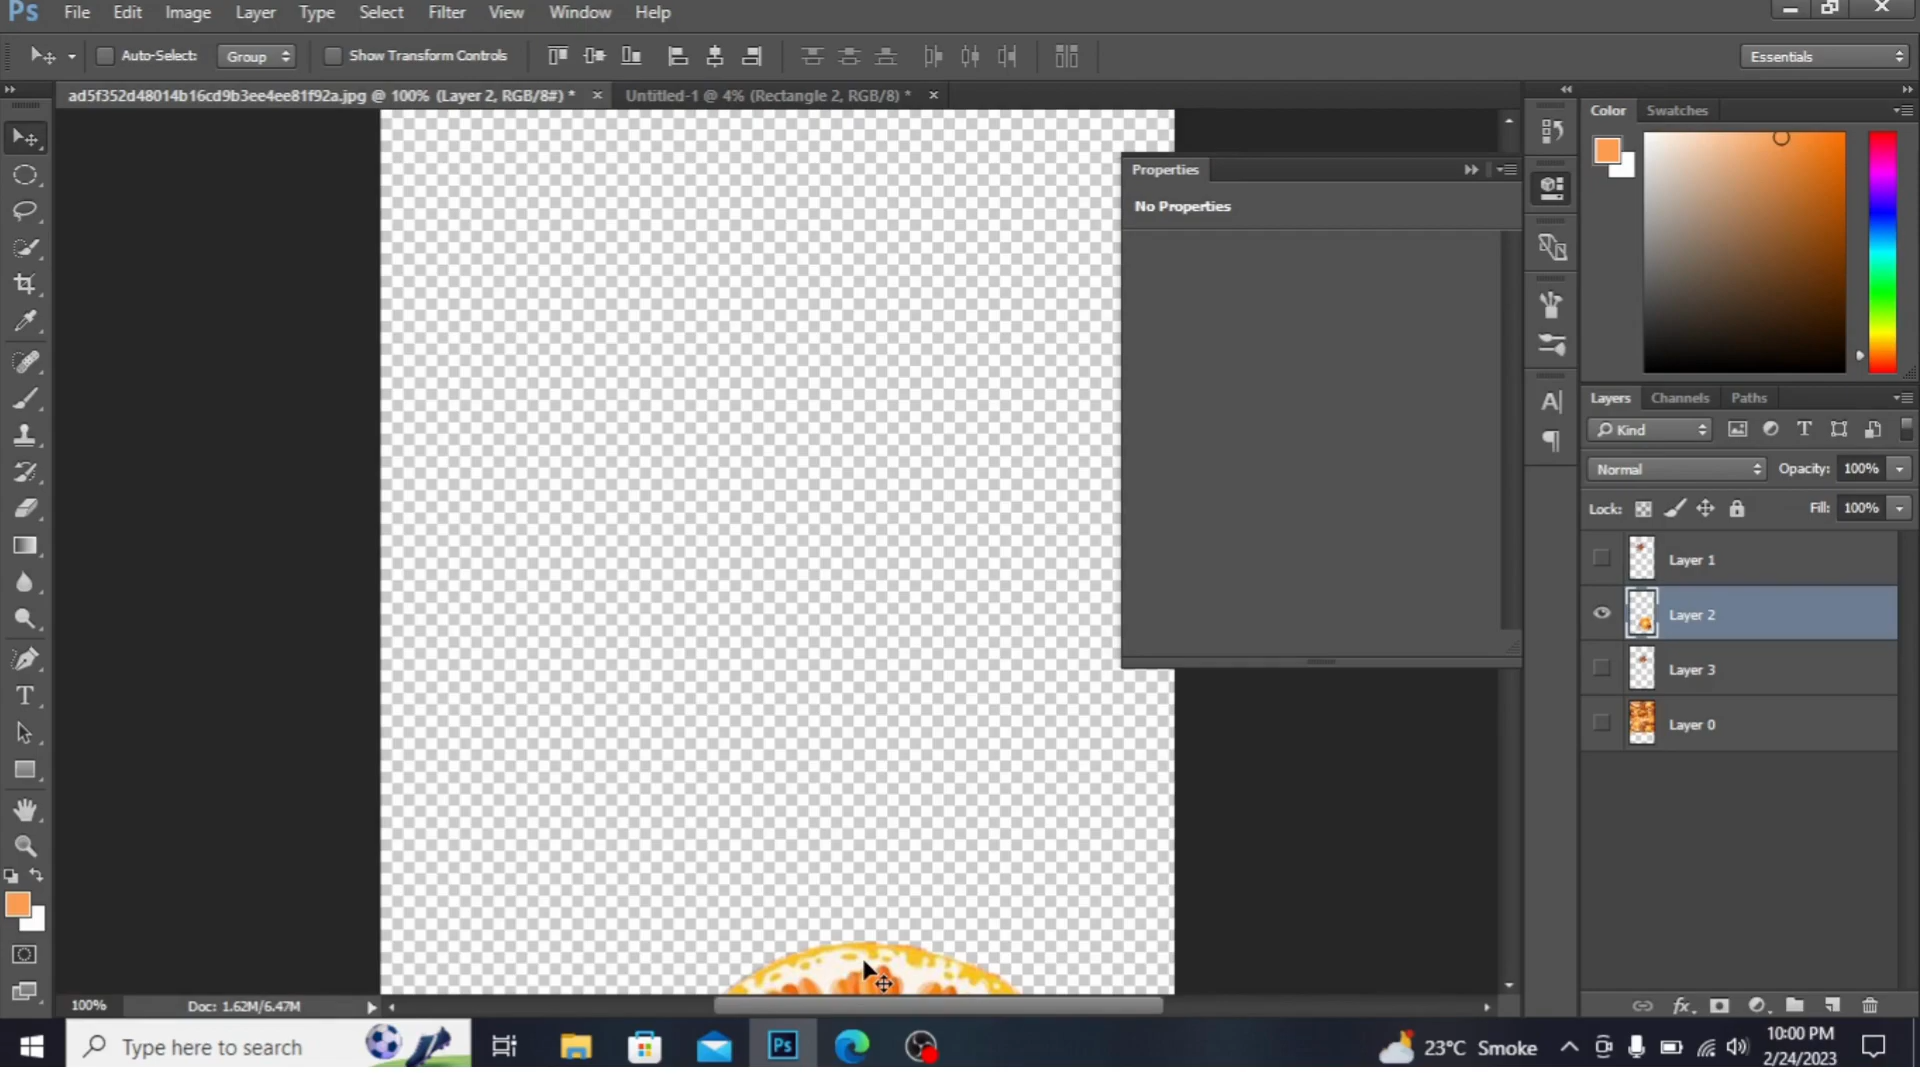 Ps File Edit Image Layer Type Select Filter View Window Help
Auto-Select: Group Show Transform Controls Essentials
ad5f352d48014b16cd9b3ee4ee81f92a.jpg @ 100% (Layer 2, RGB/8#) * × Untitled-1 @ 4% (Rectangle 2, RGB/8) * ×
Color Swatches
Properties
No Properties
Layers Channels Paths
Kind
Normal Opacity: 100%
Lock: Fill: 100%
Layer 1
Layer 2
Layer 3
Layer 0
100% Doc: 1.62M/6.47M
Type here to search Ps 23°C Smoke 10:00 PM
2/24/2023